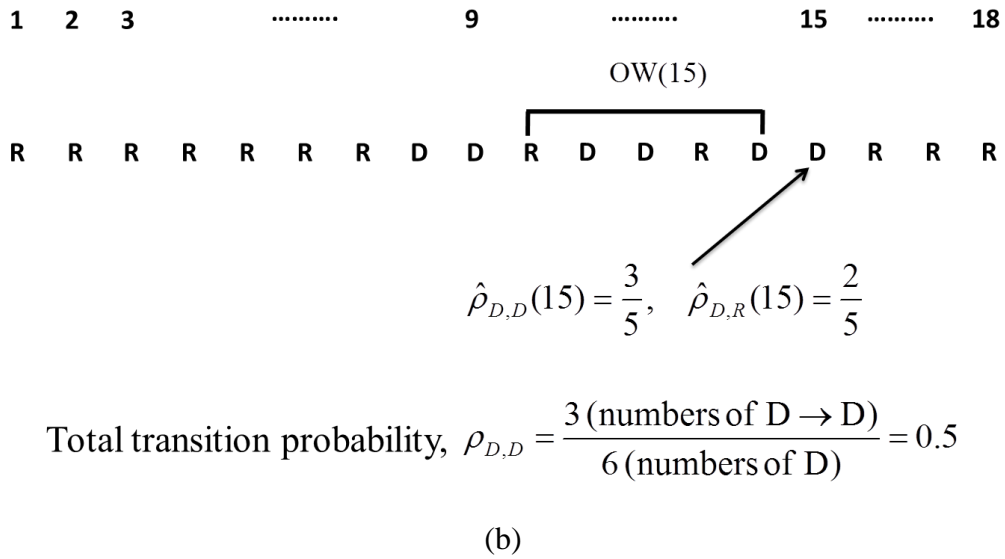 1 2 3 ·········· 9 ·········· 15 ·········· 18
OW(15)
R R R R R R R D D R D D R D D R R R
ρ̂_{D,D}(15) = 3/5, ρ̂_{D,R}(15) = 2/5
Total transition probability, ρ_{D,D} = 3 (numbers of D → D) / 6 (numbers of D) = 0.5
(b)